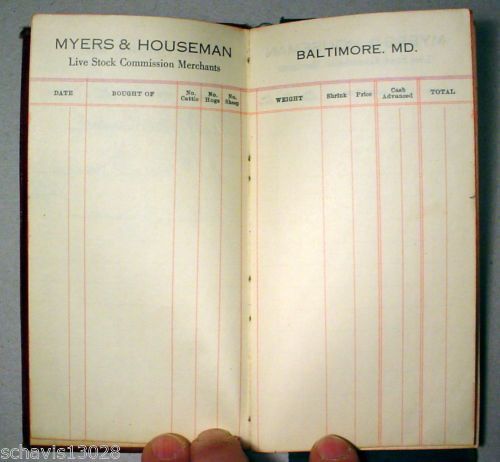 MYERS & HOUSEMAN
Live Stock Commission Merchants
DATE BOUGHT OF No. Cattle No. Hogs No. Sheep
BALTIMORE. MD.
WEIGHT Shrink Price Cash Advanced TOTAL
schavis13028